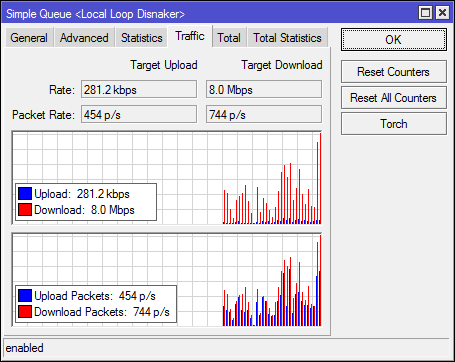 Simple Queue <Local Loop Disnaker>
General Advanced Statistics Traffic Total Total Statistics
Target Upload Target Download
Rate: 281.2 kbps 8.0 Mbps
Packet Rate: 454 p/s 744 p/s
Upload: 281.2 kbps
Download: 8.0 Mbps
Upload Packets: 454 p/s
Download Packets: 744 p/s
OK
Reset Counters
Reset All Counters
Torch
enabled